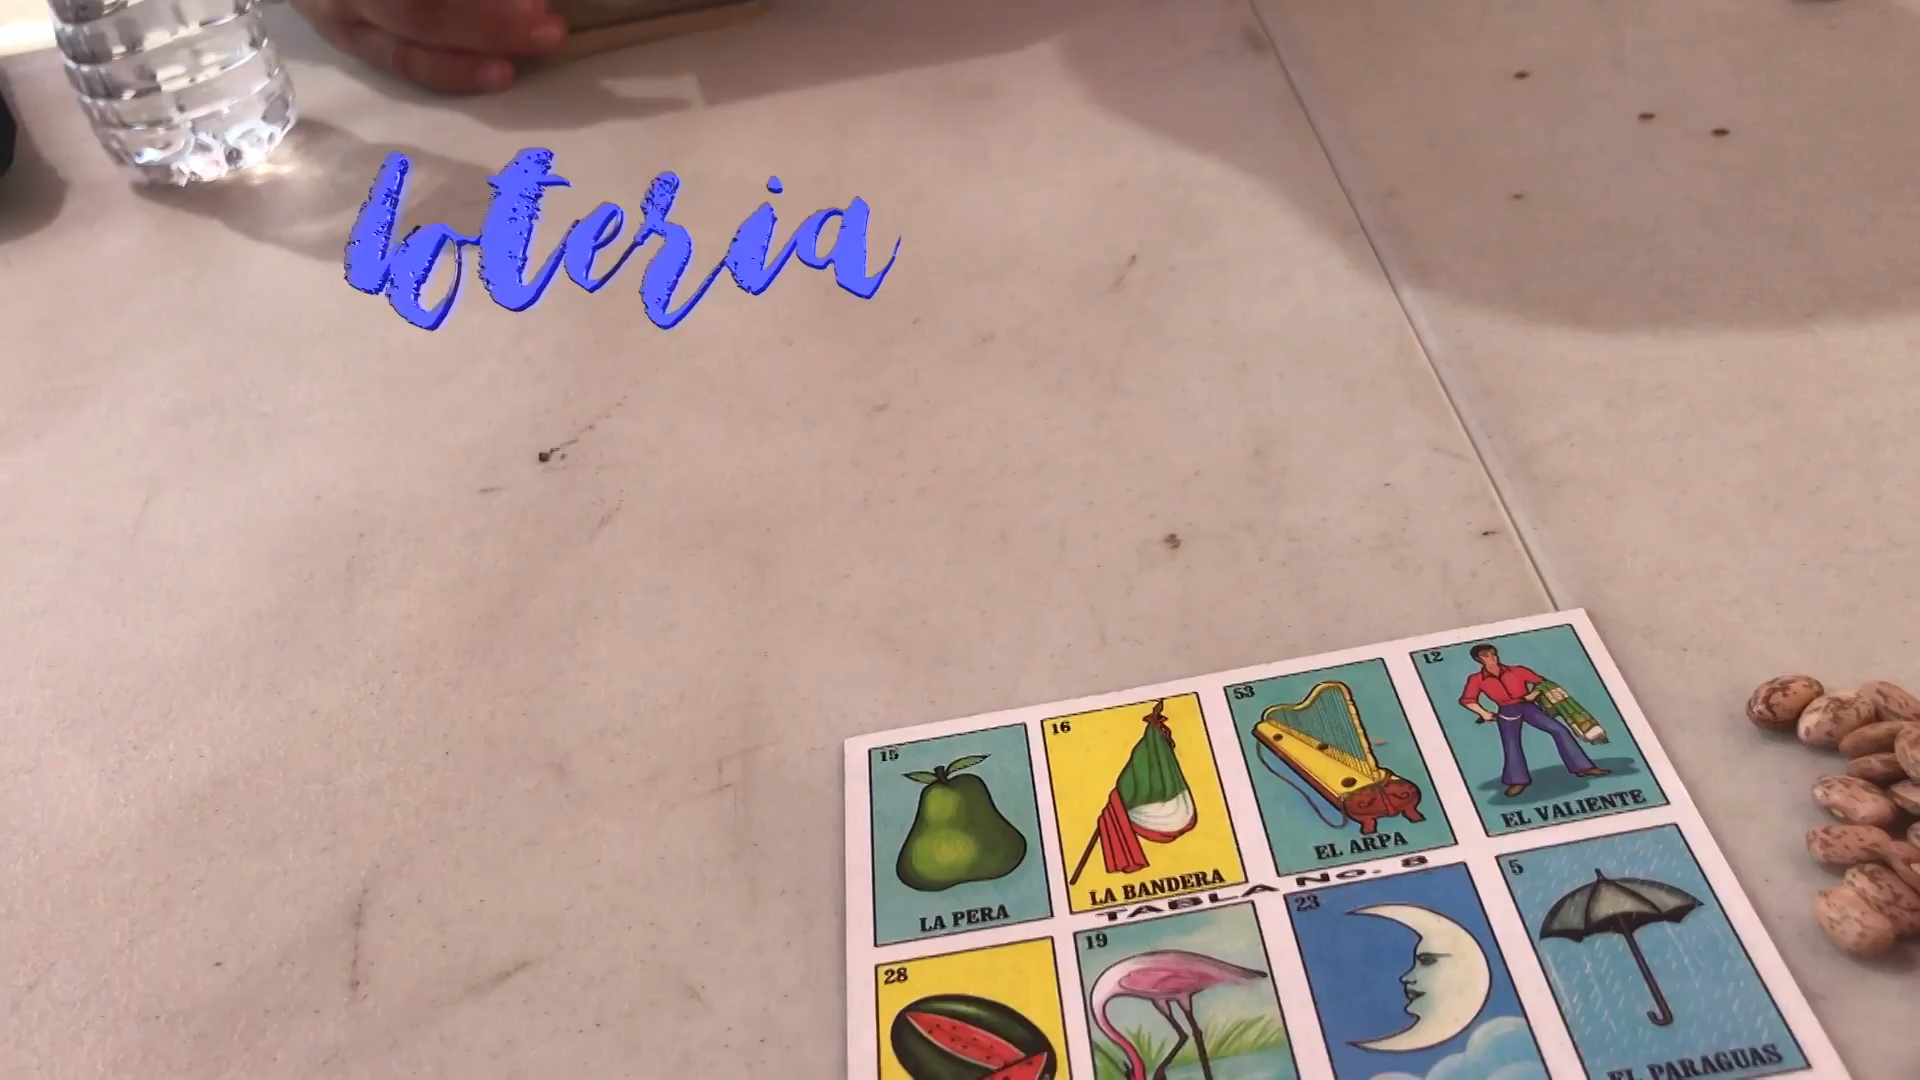 loteria
15
LA PERA
16
LA BANDERA
53
EL ARPA
12
EL VALIENTE
TABLA No. 8
28
19
23
5
EL PARAGUAS